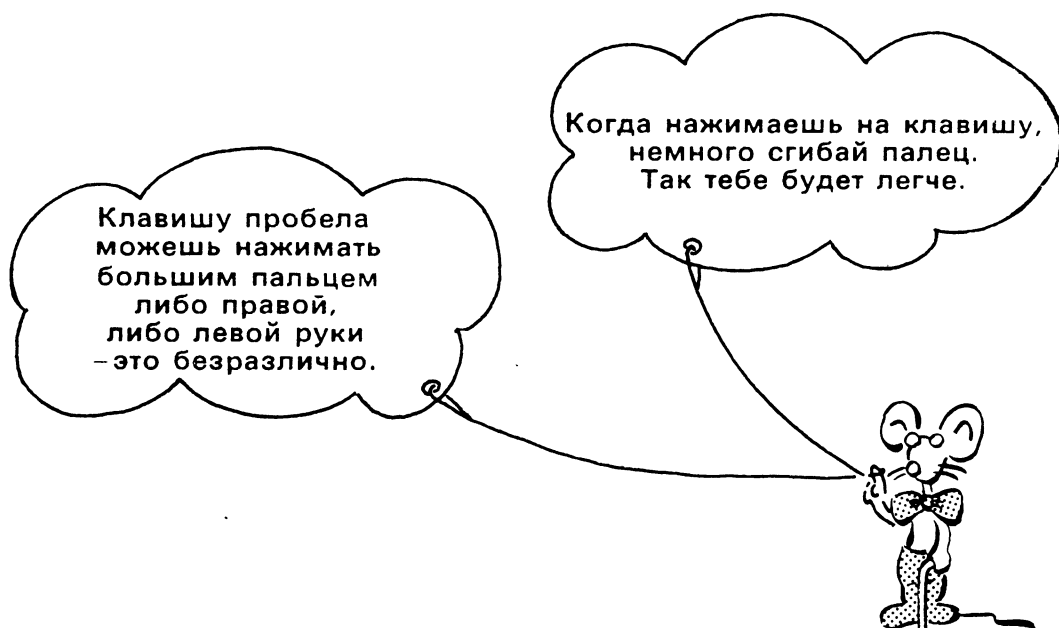 Когда нажимаешь на клавишу,
немного сгибай палец.
Так тебе будет легче.
Клавишу пробела
можешь нажимать
большим пальцем
либо правой,
либо левой руки
–это безразлично.